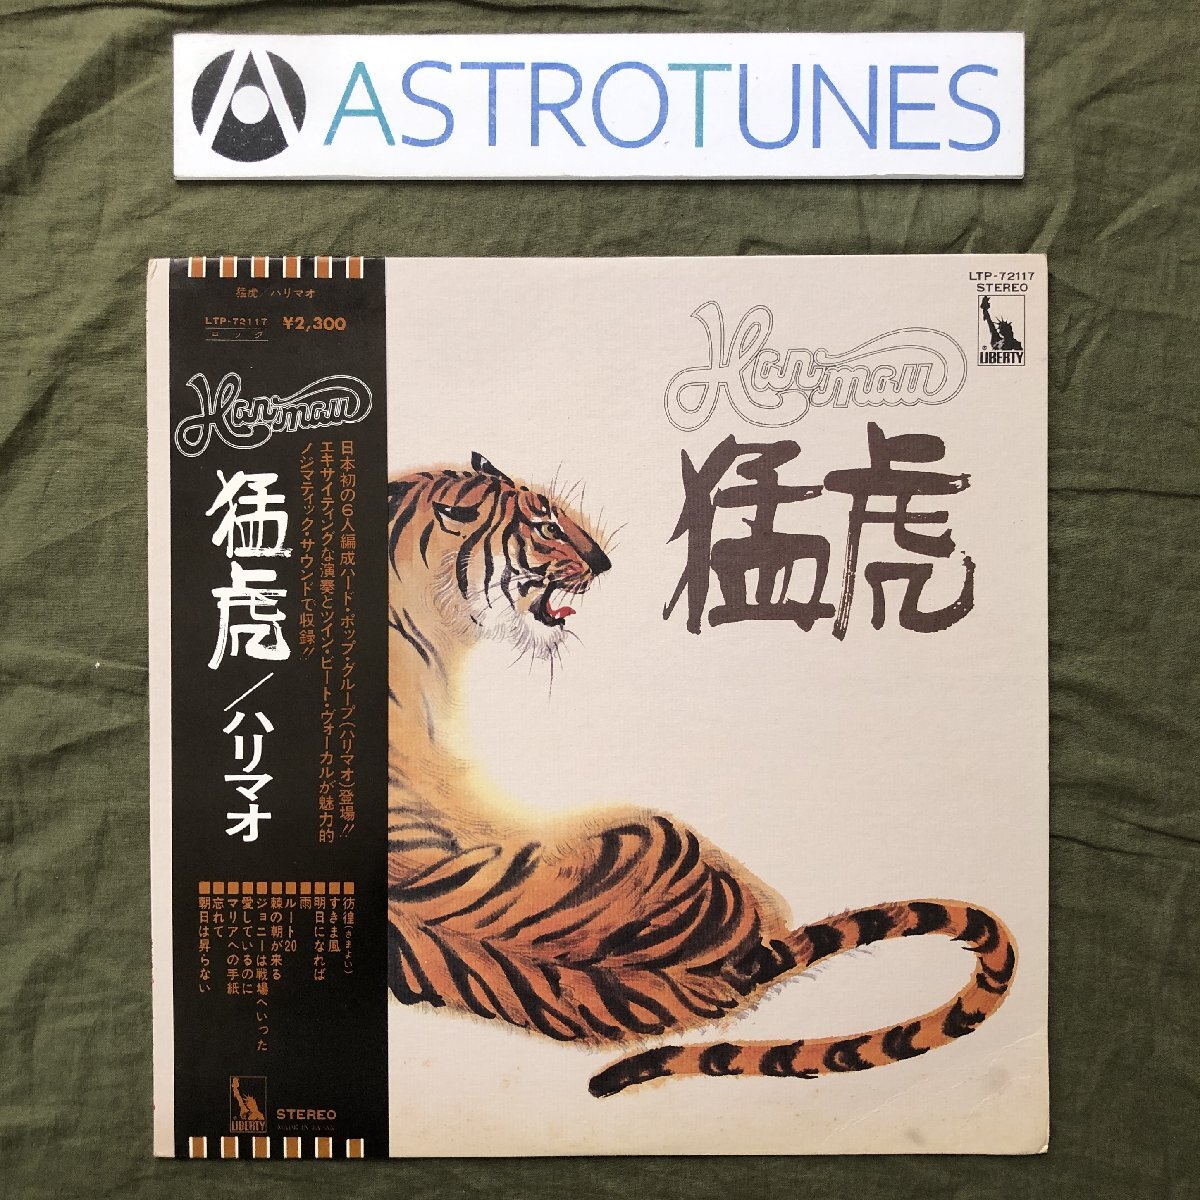 ASTROTUNES
猛虎/ハリマオ
LTP-72117 ¥2,300
ロック
Harimau
猛虎/ハリマオ
日本初の6人編成ハード・ポップ・グループ(ハリマオ)登場!!
エキサイティングな演奏とツイン・ビート・ヴォーカルが魅力的
ノジマティック・サウンドで収録!!
彷徨(さまよい)
すきま風
明日になれば
雨
ルート20
棘の朝が来る
ジョニーは戦場へいった
愛しているのに
マリアへの手紙
忘れて
朝日は昇らない
LIBERTY
STEREO
MADE IN JAPAN
LTP-72117
STEREO
LIBERTY
Harimau
猛虎